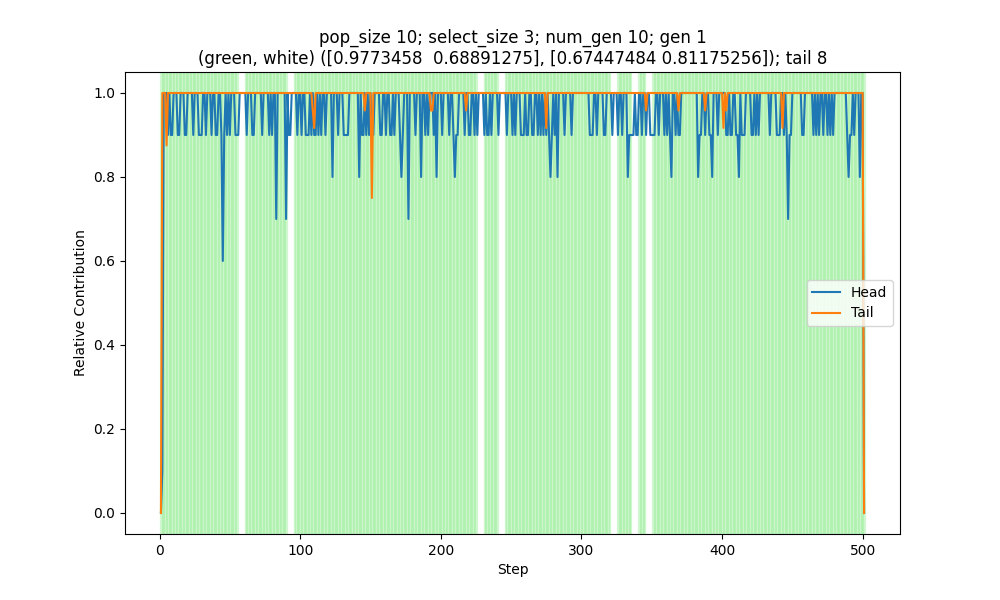 pop_size 10; select_size 3; num_gen 10; gen 1
(green, white) ([0.9773458  0.68891275], [0.67447484 0.81175256]); tail 8
1.0
0.8
0.6
0.4
0.2
0.0
Relative Contribution
Head
Tail
0
100
200
300
400
500
Step